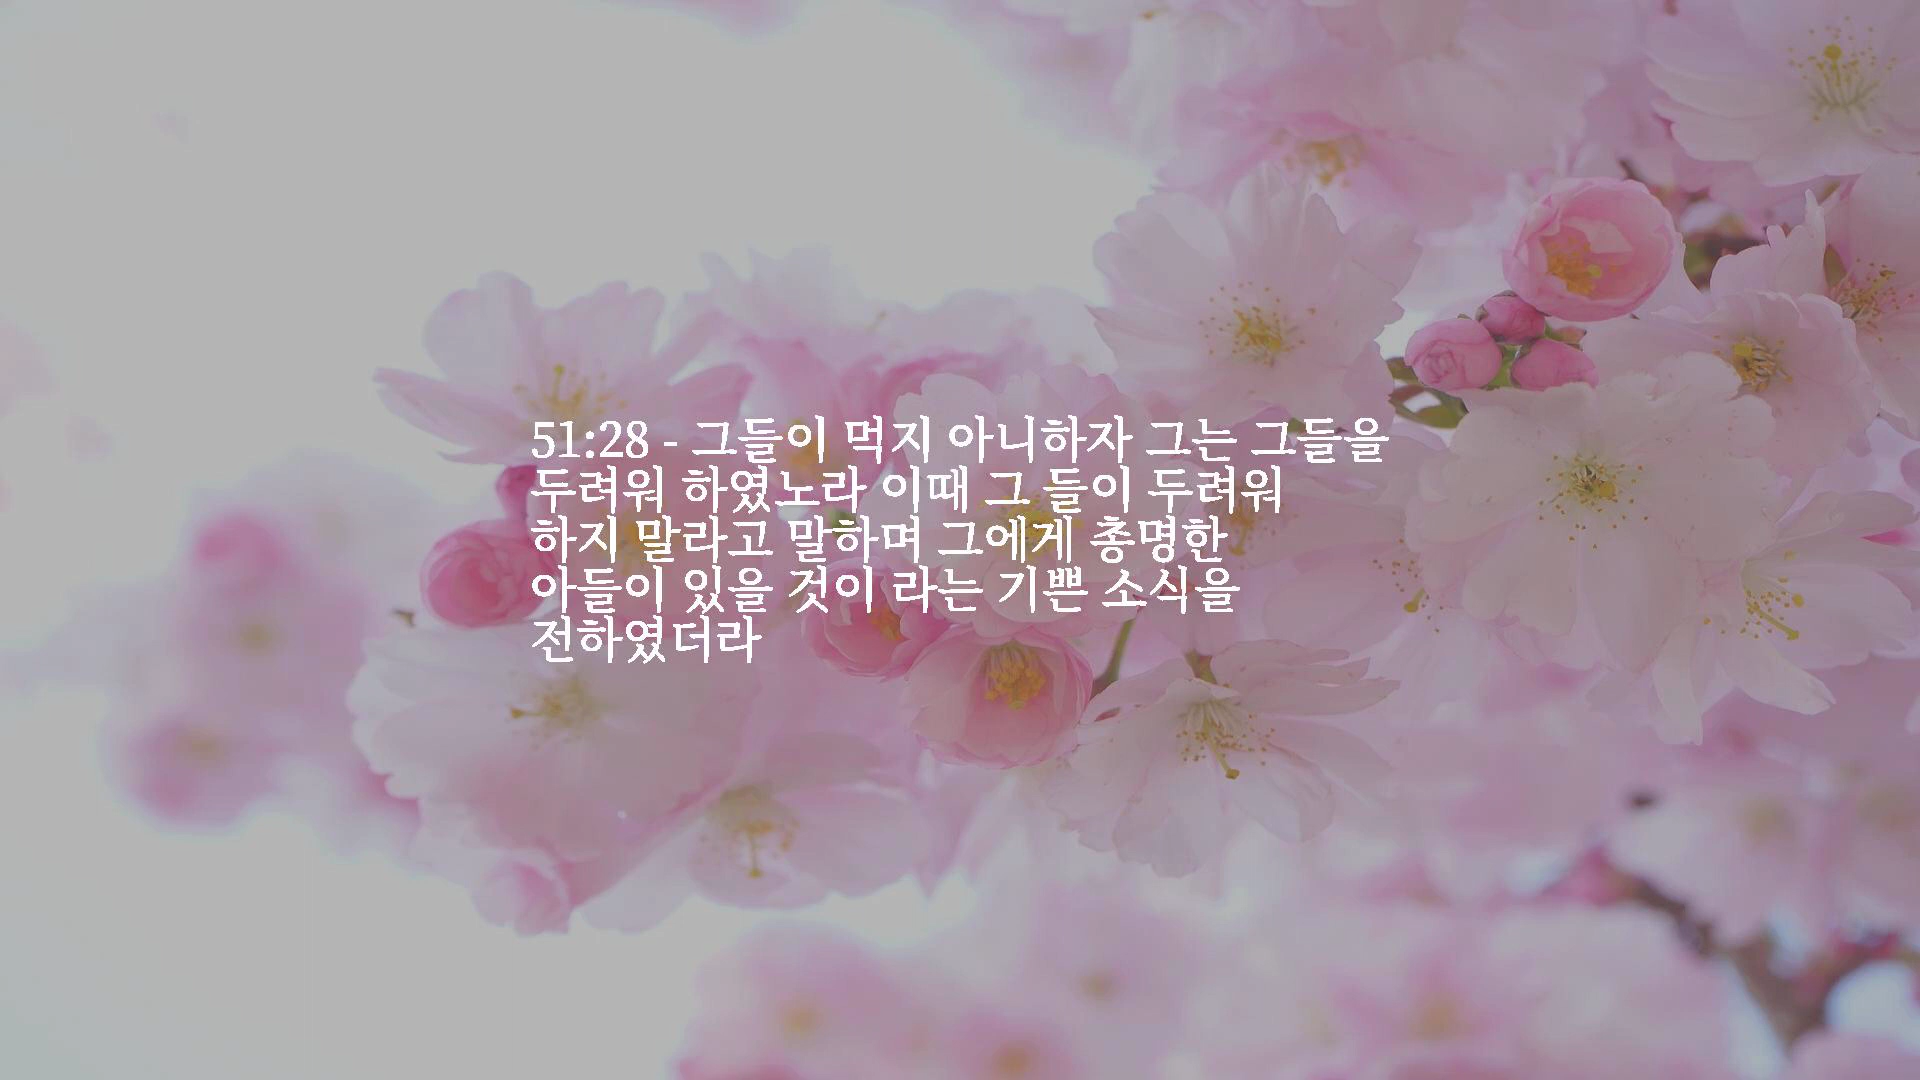 51:28 - 그들이 먹지 아니하자 그는 그들을
두려워 하였노라 이때 그 들이 두려워
하지 말라고 말하며 그에게 총명한
아들이 있을 것이 라는 기쁜 소식을
전하였더라